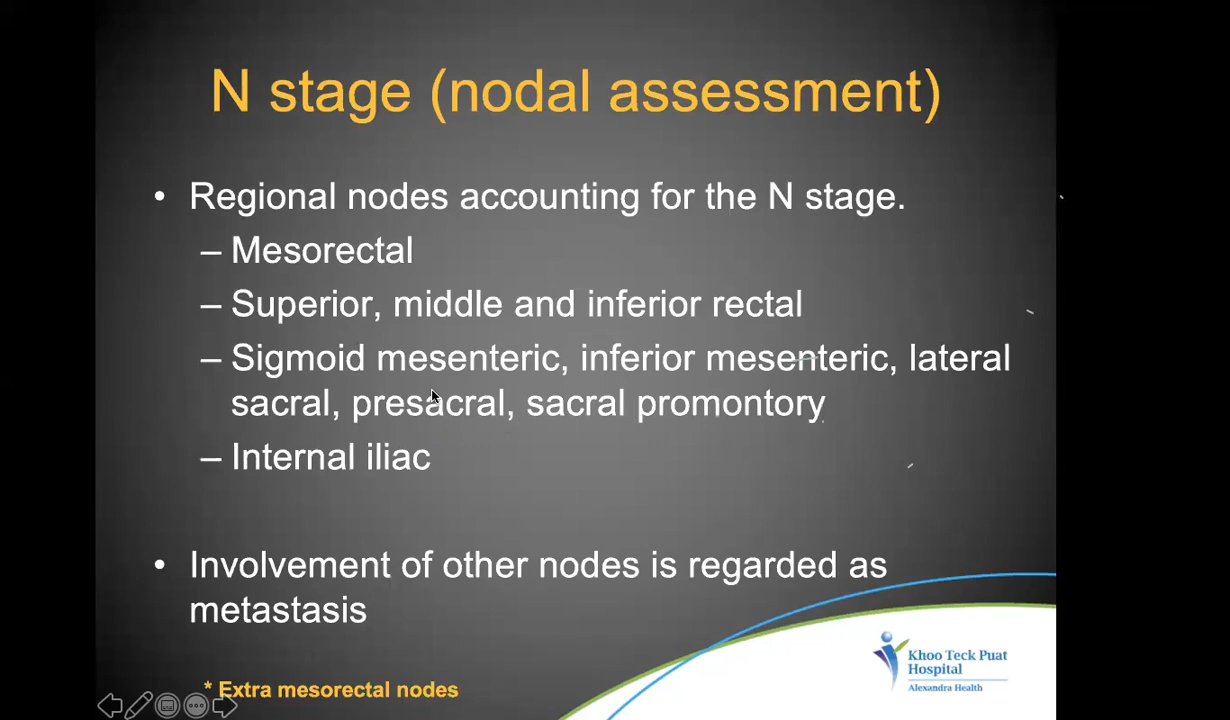 N stage (nodal assessment)
• Regional nodes accounting for the N stage.
– Mesorectal
– Superior, middle and inferior rectal
– Sigmoid mesenteric, inferior mesenteric, lateral
sacral, presacral, sacral promontory
– Internal iliac
• Involvement of other nodes is regarded as
metastasis
* Extra mesorectal nodes
Khoo Teck Puat
Hospital
Alexandra Health